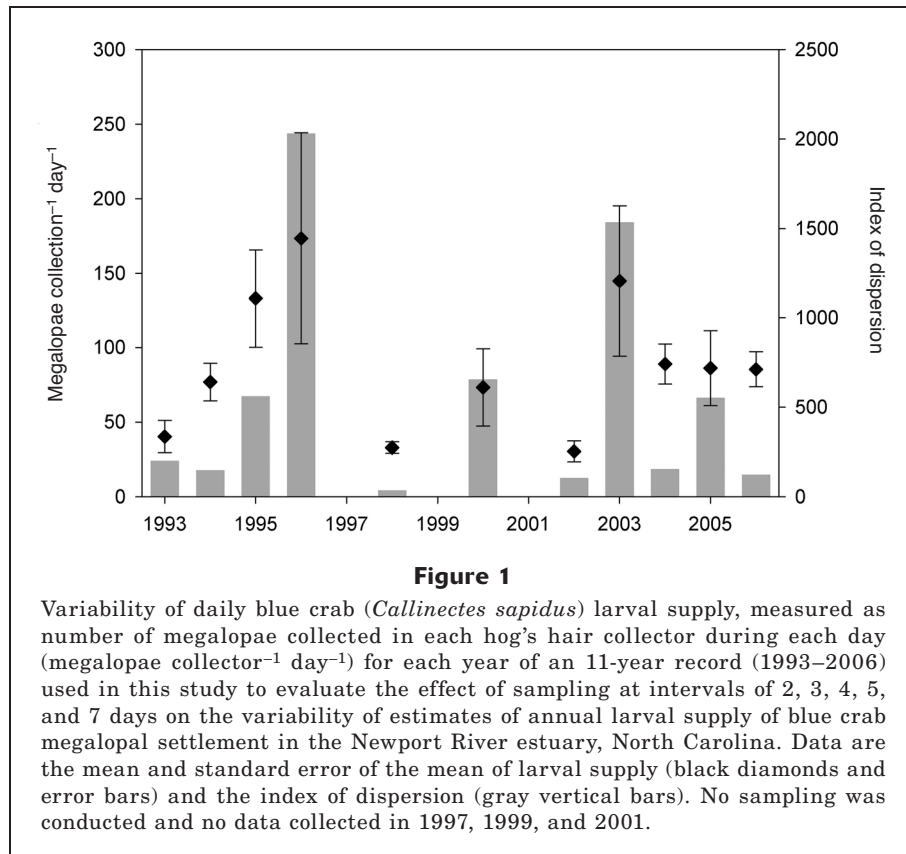 300
250
200
150
100
50
0
Megalopae collection⁻¹ day⁻¹
2500
2000
1500
1000
500
0
Index of dispersion
1993 1995 1997 1999 2001 2003 2005
Figure 1
Variability of daily blue crab (Callinectes sapidus) larval supply, measured as
number of megalopae collected in each hog's hair collector during each day
(megalopae collector⁻¹ day⁻¹) for each year of an 11-year record (1993–2006)
used in this study to evaluate the effect of sampling at intervals of 2, 3, 4, 5,
and 7 days on the variability of estimates of annual larval supply of blue crab
megalopal settlement in the Newport River estuary, North Carolina. Data are
the mean and standard error of the mean of larval supply (black diamonds and
error bars) and the index of dispersion (gray vertical bars). No sampling was
conducted and no data collected in 1997, 1999, and 2001.